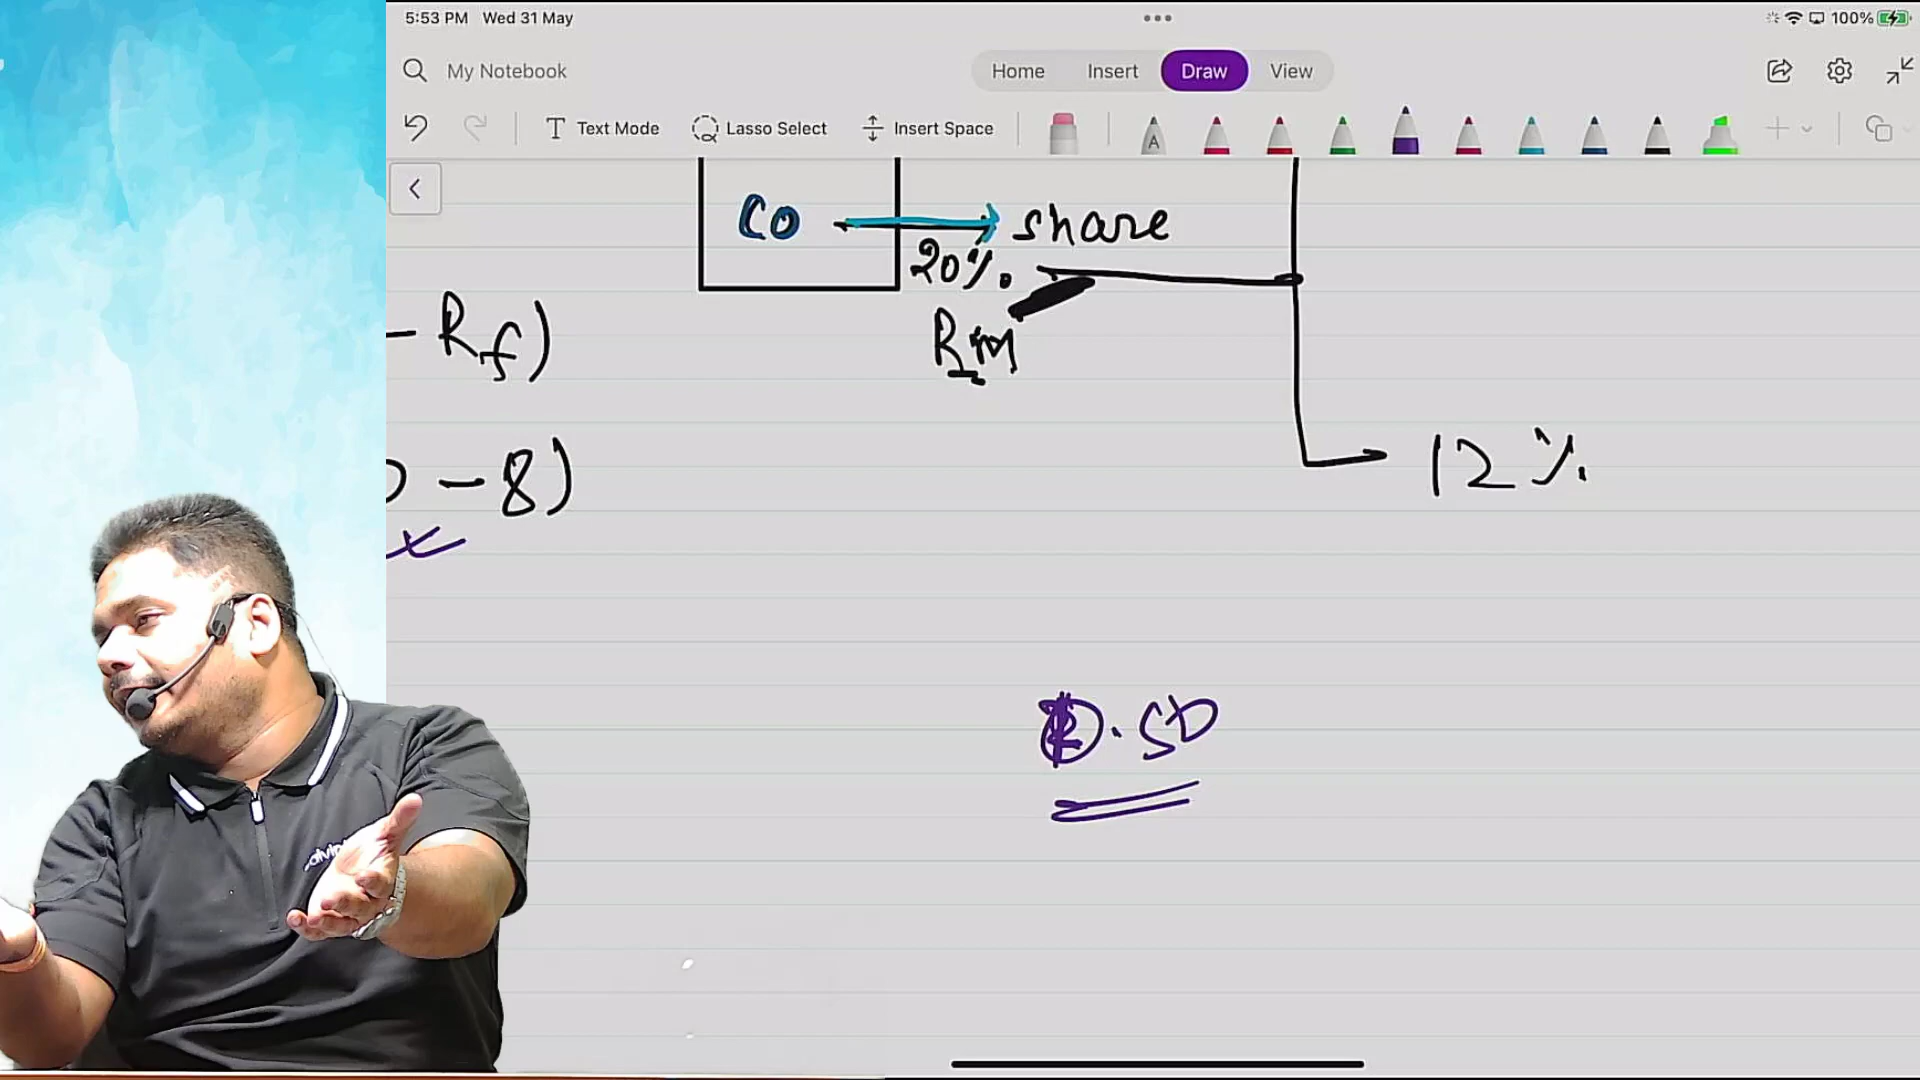 5:53 PM Wed 31 May
100%
My Notebook
Home Insert Draw View
Text Mode Lasso Select Insert Space
A
CO share
20%.
Rm
- Rf)
- 8)
12%
SD